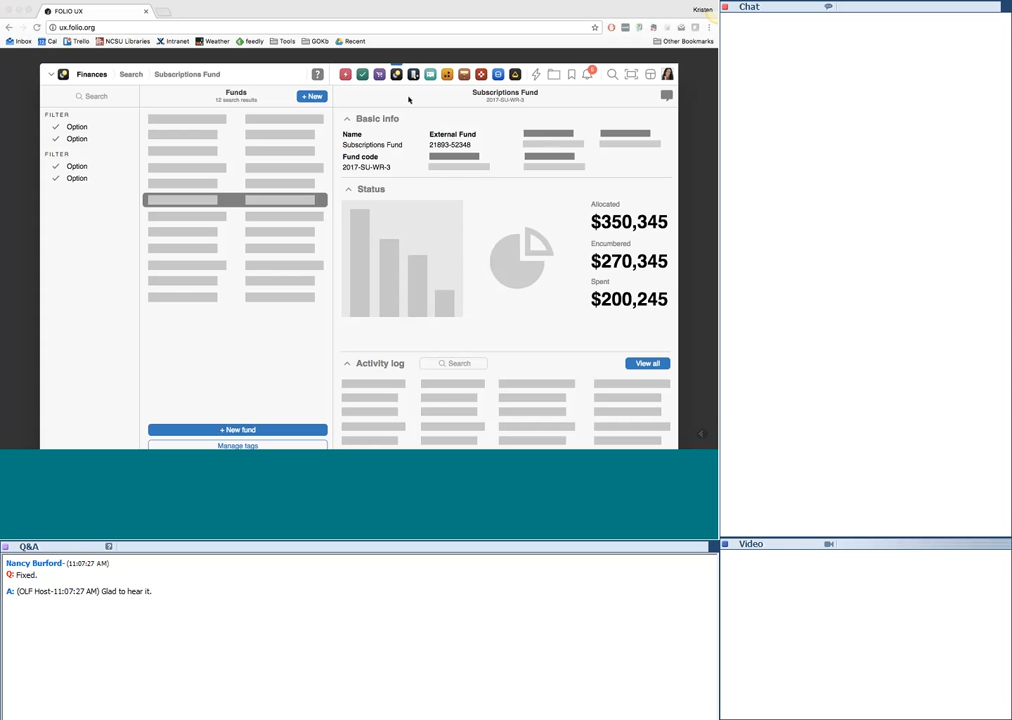 FOLIO UX
Kristen
ux.folio.org
Inbox Cal Trello NCSU Libraries Intranet Weather feedly Tools GOKb Recent Other Bookmarks
Finances Search Subscriptions Fund ? 6
Search
FILTER
Option
Option
FILTER
Option
Option
Funds
12 search results
+ New
+ New fund
Manage tags
Subscriptions Fund
2017-SU-WR-3
Basic info
Name
Subscriptions Fund
External Fund
21893-52348
Fund code
2017-SU-WR-3
Status
Allocated
$350,345
Encumbered
$270,345
Spent
$200,245
Activity log Search View all
Chat
Q&A ?
Nancy Burford- (11:07:27 AM)
Q: Fixed.
A: (OLF Host-11:07:27 AM) Glad to hear it.
Video